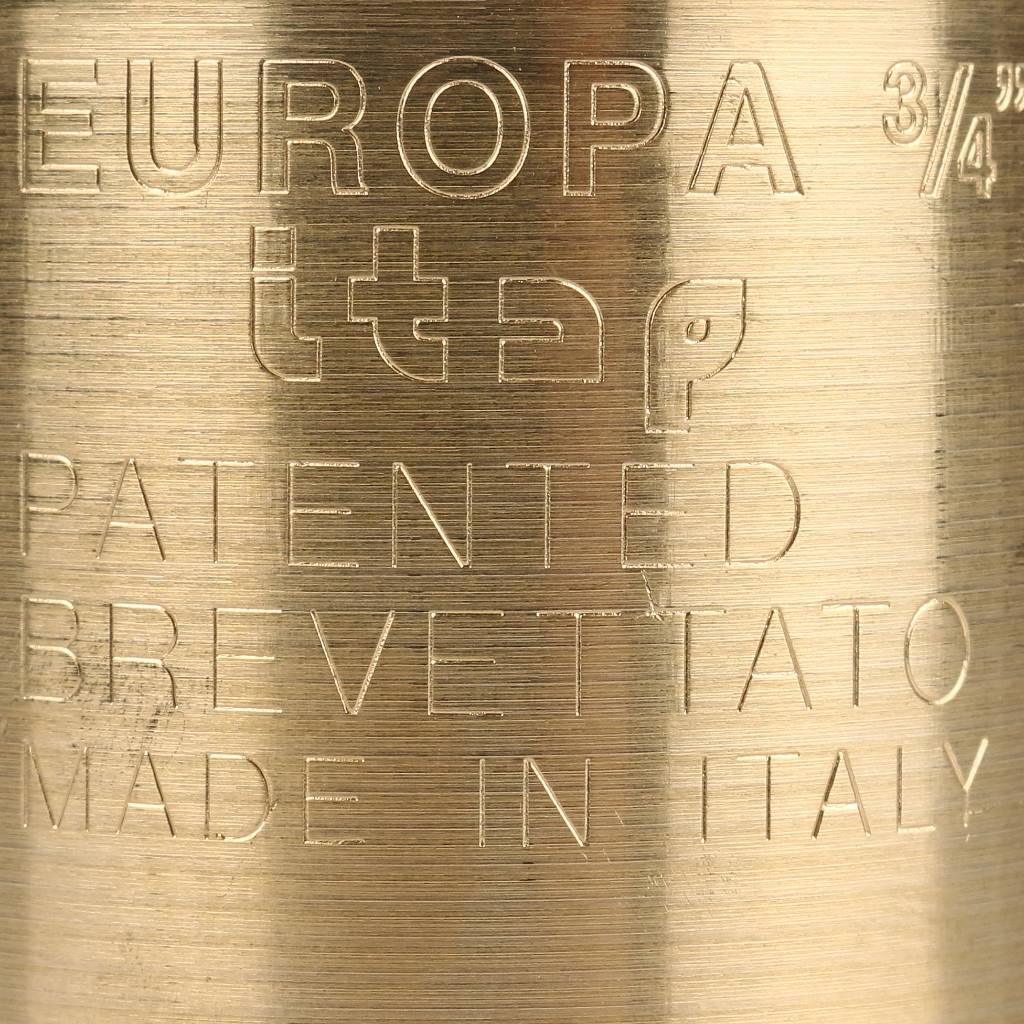 EUROPA 3/4”
itap
PATENTED
BREVETTATO
MADE IN ITALY